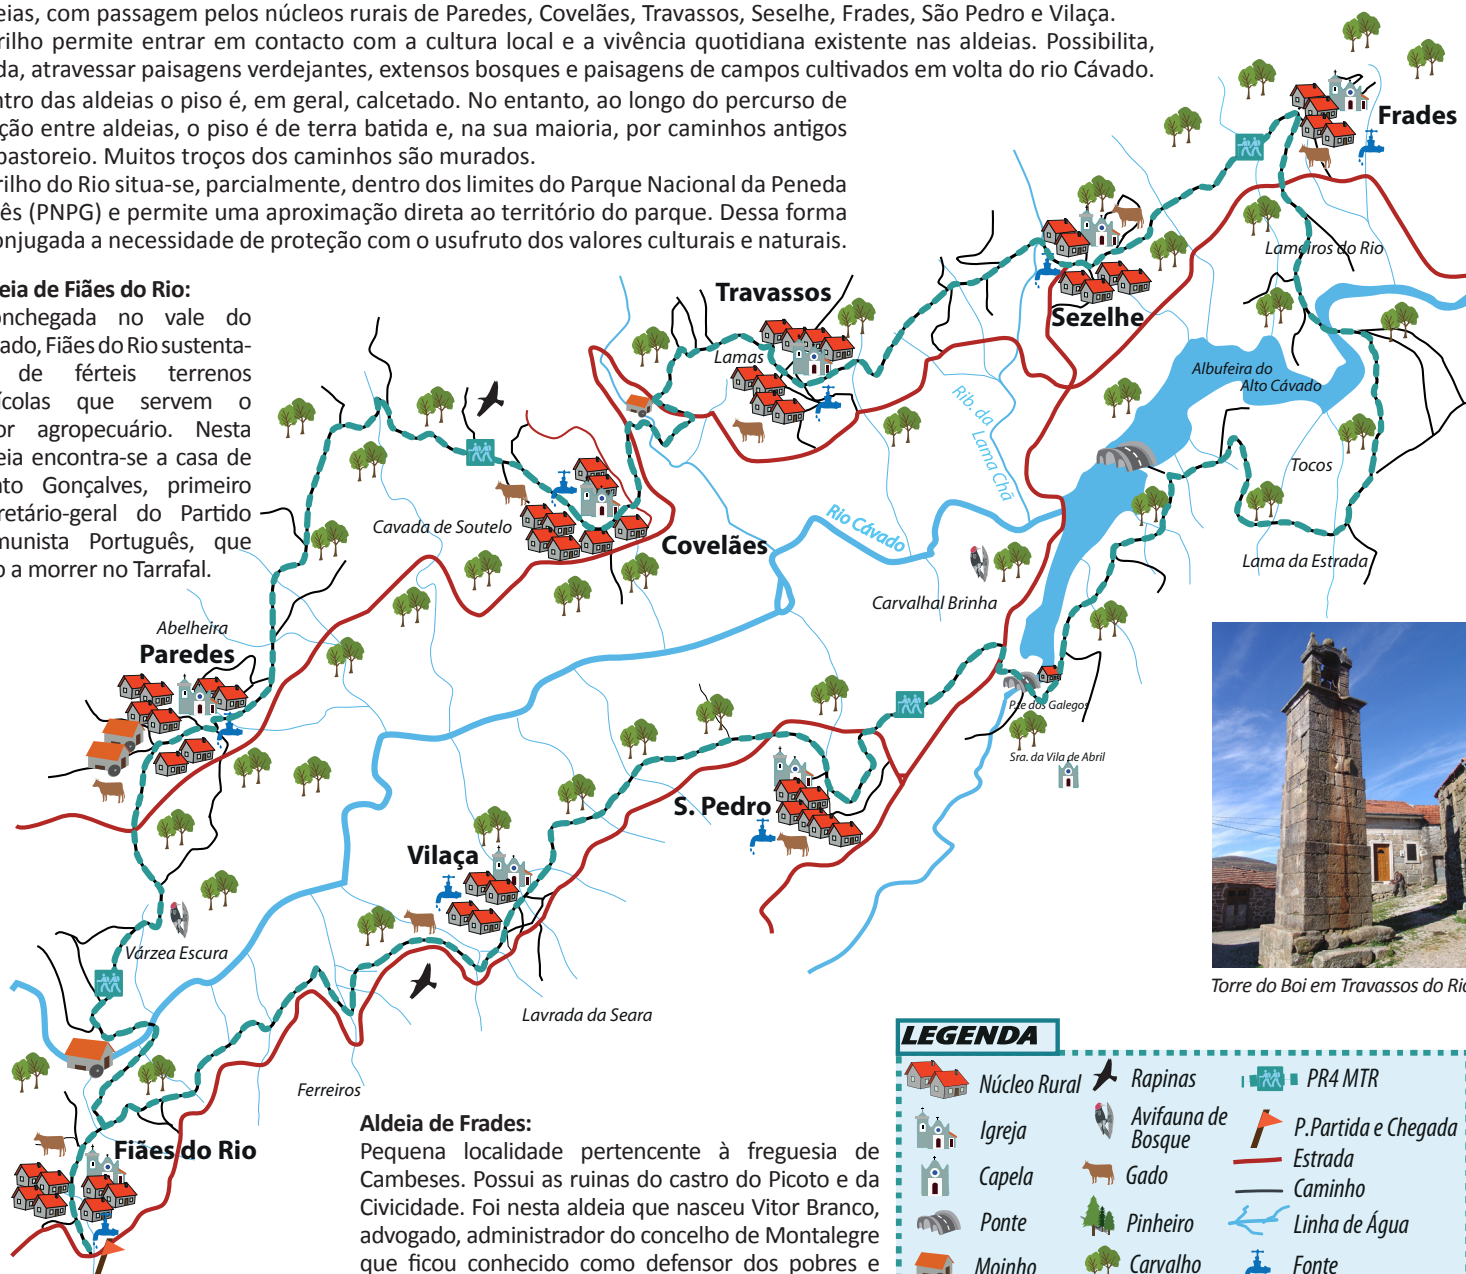 eias, com passagem pelos núcleos rurais de Paredes, Covelães, Travassos, Seselhe, Frades, São Pedro e Vilaça.
rilho permite entrar em contacto com a cultura local e a vivência quotidiana existente nas aldeias. Possibilita,
da, atravessar paisagens verdejantes, extensos bosques e paisagens de campos cultivados em volta do rio Cávado.
ntro das aldeias o piso é, em geral, calcetado. No entanto, ao longo do percurso de
ção entre aldeias, o piso é de terra batida e, na sua maioria, por caminhos antigos
pastoreio. Muitos troços dos caminhos são murados.
rilho do Rio situa-se, parcialmente, dentro dos limites do Parque Nacional da Peneda
ês (PNPG) e permite uma aproximação direta ao território do parque. Dessa forma
onjugada a necessidade de proteção com o usufruto dos valores culturais e naturais.
eia de Fiães do Rio:
onchegada no vale do
ado, Fiães do Rio sustenta-
de férteis terrenos
ícolas que servem o
or agropecuário. Nesta
eia encontra-se a casa de
nto Gonçalves, primeiro
retário-geral do Partido
munista Português, que
o a morrer no Tarrafal.
Frades
Lameiros do Rio
Sezelhe
Travassos
Lamas
Albufeira do
Alto Cávado
Rib. da
Lama Chã
Tocos
Cavada de Soutelo
Covelães
Rio Cávado
Lama da Estrada
Carvalhal Brinha
Abelheira
Paredes
Pte dos Galegos
Sra. da Vila de Abril
S. Pedro
Vilaça
Várzea Escura
Lavrada da Seara
Ferreiros
Fiães do Rio
Torre do Boi em Travassos do Rio
Aldeia de Frades:
Pequena localidade pertencente à freguesia de
Cambeses. Possui as ruinas do castro do Picoto e da
Civicidade. Foi nesta aldeia que nasceu Vitor Branco,
advogado, administrador do concelho de Montalegre
que ficou conhecido como defensor dos pobres e
LEGENDA
Núcleo Rural
Igreja
Capela
Ponte
Moinho
Rapinas
Avifauna de
Bosque
Gado
Pinheiro
Carvalho
PR4 MTR
P.Partida e Chegada
Estrada
Caminho
Linha de Água
Fonte